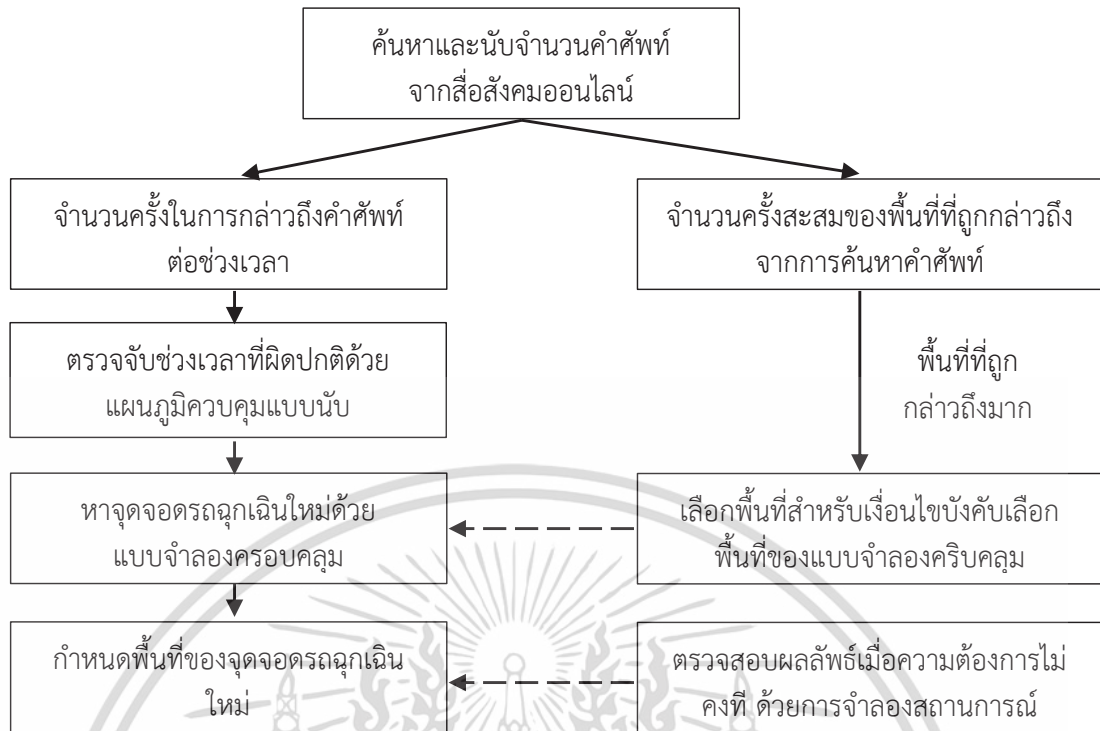 ค้นหาและนับจำนวนคำศัพท์
จากสื่อสังคมออนไลน์
จำนวนครั้งในการกล่าวถึงคำศัพท์
ต่อช่วงเวลา
จำนวนครั้งสะสมของพื้นที่ที่ถูกกล่าวถึง
จากการค้นหาคำศัพท์
ตรวจจับช่วงเวลาที่ผิดปกติด้วย
แผนภูมิควบคุมแบบนับ
พื้นที่ที่ถูก
กล่าวถึงมาก
หาจุดจอดรถฉุกเฉินใหม่ด้วย
แบบจำลองครอบคลุม
เลือกพื้นที่สำหรับเงื่อนไขบังคับเลือก
พื้นที่ของแบบจำลองคริบคลุม
กำหนดพื้นที่ของจุดจอดรถฉุกเฉิน
ใหม่
ตรวจสอบผลลัพธ์เมื่อความต้องการไม่
คงที่ ด้วยการจำลองสถานการณ์